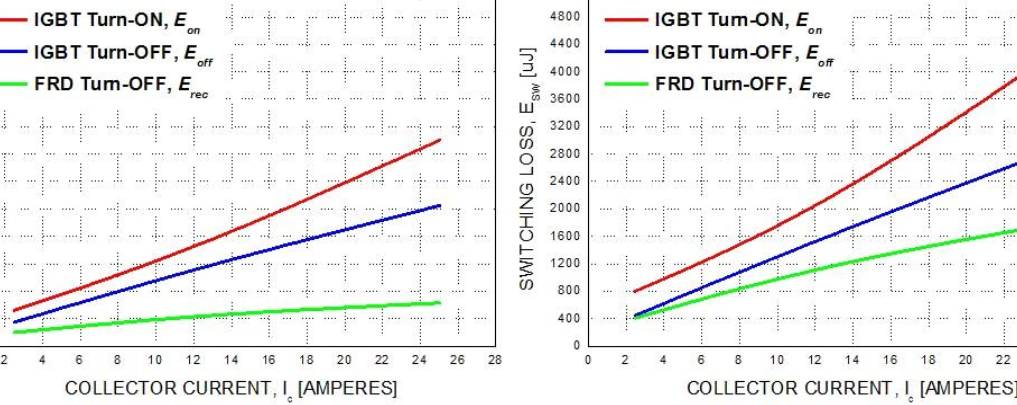 IGBT Turn-ON, Eon
IGBT Turn-OFF, Eoff
FRD Turn-OFF, Erec
2 4 6 8 10 12 14 16 18 20 22 24 26 28
COLLECTOR CURRENT, Ic [AMPERES]
SWITCHING LOSS, ESW [uJ]
4800
4400
4000
3600
3200
2800
2400
2000
1600
1200
800
400
0
IGBT Turn-ON, Eon
IGBT Turn-OFF, Eoff
FRD Turn-OFF, Erec
0 2 4 6 8 10 12 14 16 18 20 22
COLLECTOR CURRENT, Ic [AMPERES]